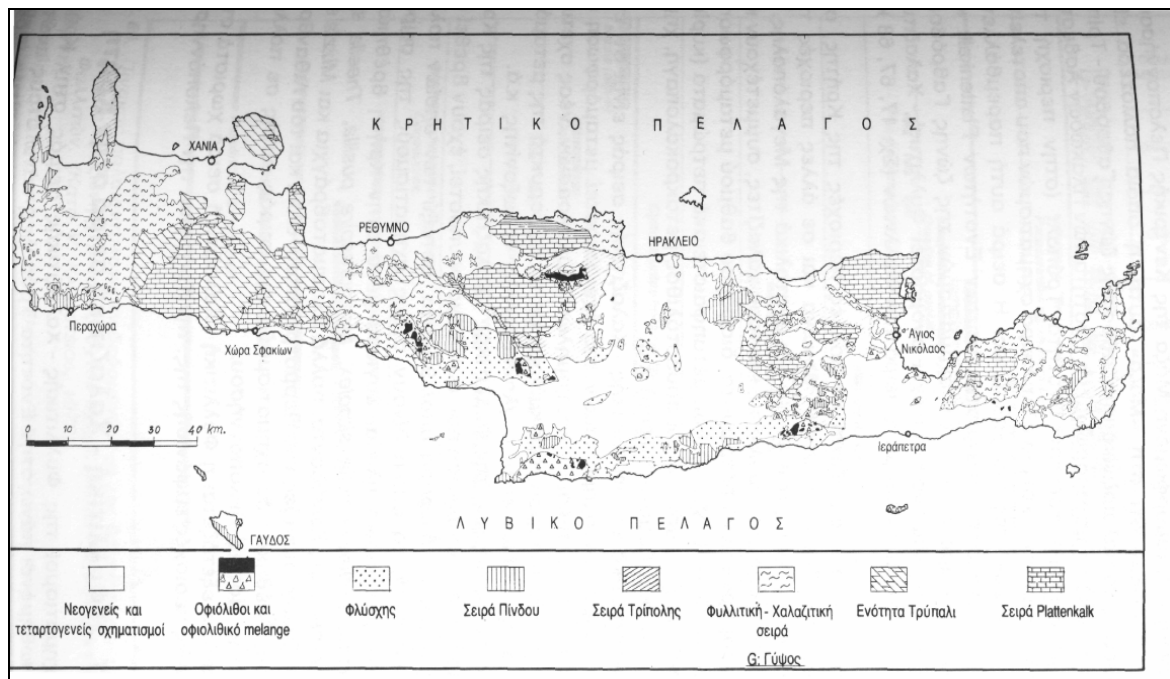 ΚΡΗΤΙΚΟ ΠΕΛΑΓΟΣ
ΧΑΝΙΑ
ΡΕΘΥΜΝΟ
ΗΡΑΚΛΕΙΟ
Περαχώρα
Χώρα Σφακίων
Άγιος
Νικόλαος
Ιεράπετρα
0 10 20 30 40 km.
ΓΑΥΔΟΣ
ΛΥΒΙΚΟ ΠΕΛΑΓΟΣ
Νεογενείς και
τεταρτογενείς σχηματισμοί
Οφιόλιθοι και
οφιολιθικό melange
Φλύσχης
Σειρά Πίνδου
Σειρά Τρίπολης
Φυλλιτική - Χαλαζιτική
σειρά
Ενότητα Τρύπαλι
Σειρά Plattenkalk
G: Γύψος